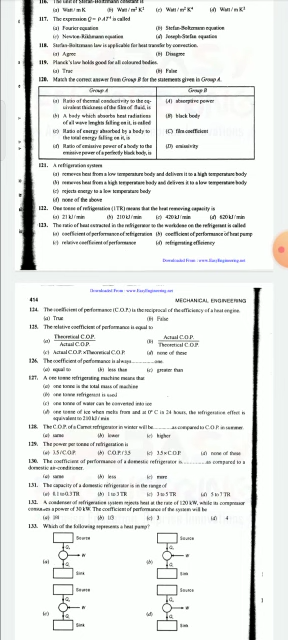 116. The unit of Stefan-Boltzmann constant is
(a) Watt / m K (b) Watt / m² K² (c) Watt / m² K⁴ (d) Watt / m K²
117. The expression Q = σ AT⁴ is called
(a) Fourier equation (b) Stefan-Boltzmann equation
(c) Newton-Rikhmann equation (d) Joseph-Stefan equation
118. Stefan-Boltzmann law is applicable for heat transfer by convection.
(a) Agree (b) Disagree
119. Planck's law holds good for all coloured bodies.
(a) True (b) False
120. Match the correct answer from Group B for the statements given in Group A.
Group A Group B
(a) Ratio of thermal conductivity to the equivalent thickness of the film of fluid, is (A) absorptive power
(b) A body which absorbs heat radiations of all wave lengths falling on it, is called (B) black body
(c) Ratio of energy absorbed by a body to the total energy falling on it, is (C) film coefficient
(d) Ratio of emissive power of a body to the emissive power of a perfectly black body, is (D) emissivity
121. A refrigeration system
(a) removes heat from a low temperature body and delivers it to a high temperature body
(b) removes heat from a high temperature body and delivers it to a low temperature body
(c) rejects energy to a low temperature body
(d) none of the above
122. One tonne of refrigeration (1TR) means that the heat removing capacity is
(a) 21 kJ / min (b) 210 kJ / min (c) 420 kJ / min (d) 620 kJ / min
123. The ratio of heat extracted in the refrigerator to the workdone on the refrigerant is called
(a) coefficient of performance of refrigeration (b) coefficient of performance of heat pump
(c) relative coefficient of performance (d) refrigerating efficiency
Downloaded From : www.EasyEngineering.net
Downloaded From : www.EasyEngineering.net
414 MECHANICAL ENGINEERING
124. The coefficient of performance (C.O.P.) is the reciprocal of the efficiency of a heat engine.
(a) True (b) False
125. The relative coefficient of performance is equal to
(a) Theoretical C.O.P. / Actual C.O.P. (b) Actual C.O.P. / Theoretical C.O.P.
(c) Actual C.O.P. × Theoretical C.O.P. (d) none of these
126. The coefficient of performance is always ........ one.
(a) equal to (b) less than (c) greater than
127. A one tonne refrigerating machine means that
(a) one tonne is the total mass of machine
(b) one tonne refrigerant is used
(c) one tonne of water can be converted into ice
(d) one tonne of ice when melts from and at 0° C in 24 hours, the refrigeration effect is
equivalent to 210 kJ / min
128. The C.O.P. of a Carnot refrigerator in winter will be ........ as compared to C.O.P. in summer.
(a) same (b) lower (c) higher
129. The power per tonne of refrigeration is
(a) 3.5 / C.O.P. (b) C.O.P. / 3.5 (c) 3.5 × C.O.P. (d) none of these
130. The coefficient of performance of a domestic refrigerator is ........ as compared to a
domestic air-conditioner.
(a) same (b) less (c) more
131. The capacity of a domestic refrigerator is in the range of
(a) 0.1 to 0.3 TR (b) 1 to 3 TR (c) 3 to 5 TR (d) 5 to 7 TR
132. A condenser of refrigeration system rejects heat at the rate of 120 kW, while its compressor
consumes a power of 30 kW. The coefficient of performance of the system will be
(a) 1/4 (b) 1/3 (c) 3 (d) 4
133. Which of the following represents a heat pump?
Source Source
Q₁ Q₁
(a) W (b) W
Q₂ Q₂
Sink Sink
Source Source
Q₁ Q₁
(c) W (d) W
Q₂ Q₂
Sink Sink